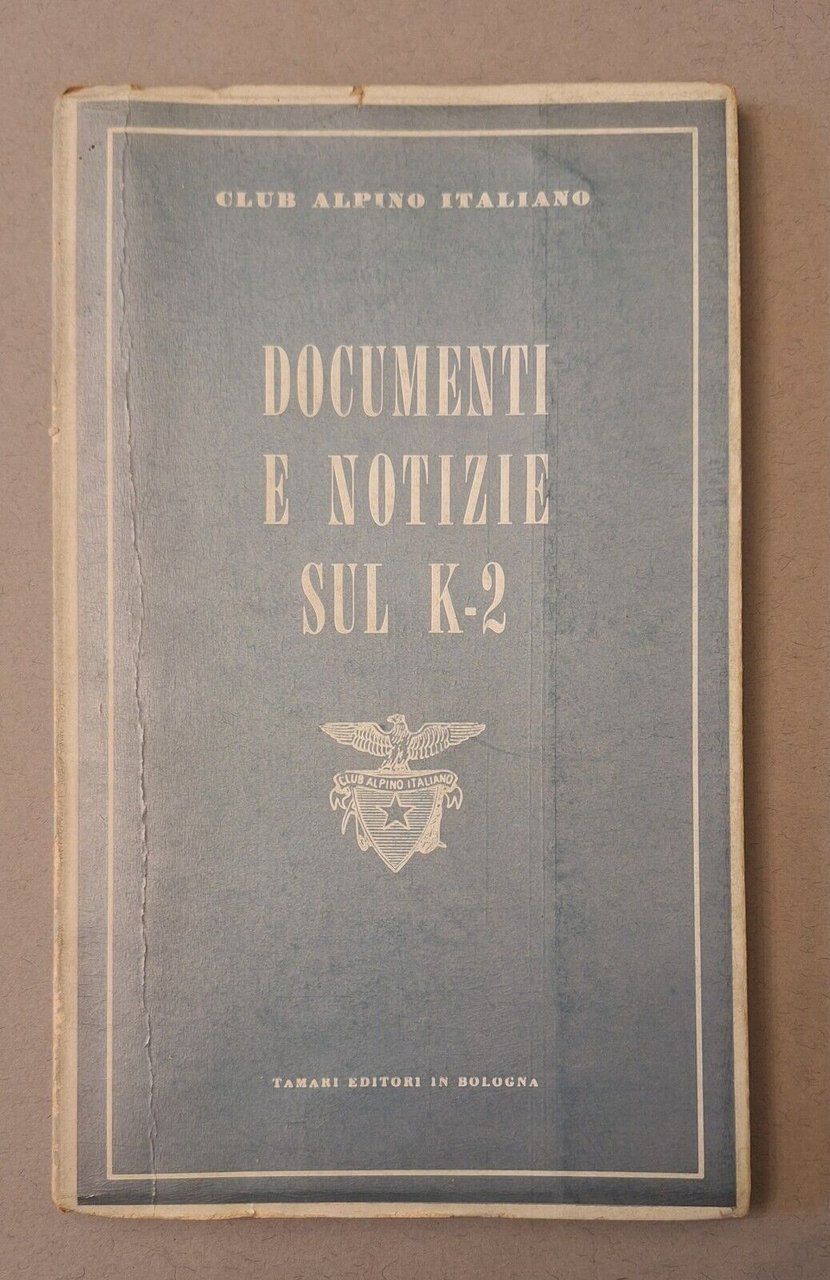 CLUB ALPINO ITALIANO
DOCUMENTI
E NOTIZIE
SUL K-2
CLUB ALPINO ITALIANO
TAMARI EDITORI IN BOLOGNA